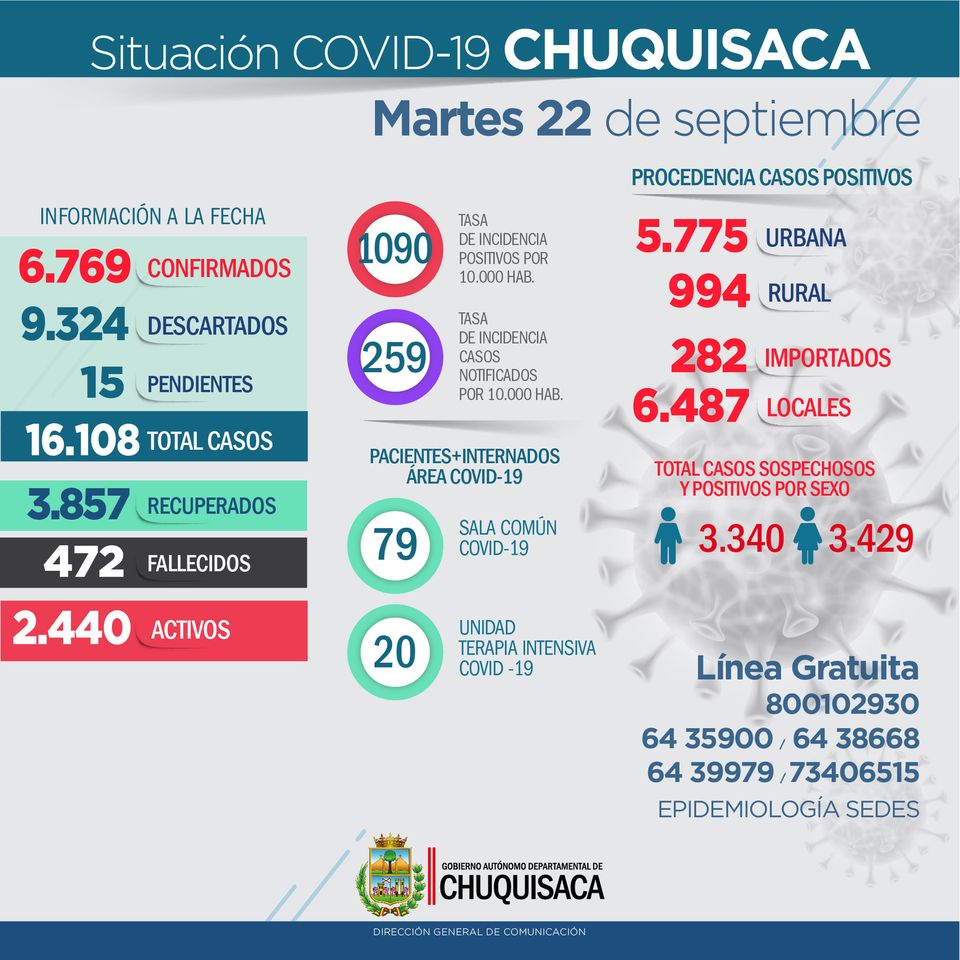 Situación COVID-19 CHUQUISACA
Martes 22 de septiembre
INFORMACIÓN A LA FECHA
6.769 CONFIRMADOS
9.324 DESCARTADOS
15 PENDIENTES
16.108 TOTAL CASOS
3.857 RECUPERADOS
472 FALLECIDOS
2.440 ACTIVOS
1090
TASA
DE INCIDENCIA
POSITIVOS POR
10.000 HAB.
259
TASA
DE INCIDENCIA
CASOS
NOTIFICADOS
POR 10.000 HAB.
PACIENTES+INTERNADOS
ÁREA COVID-19
79
SALA COMÚN
COVID-19
20
UNIDAD
TERAPIA INTENSIVA
COVID -19
PROCEDENCIA CASOS POSITIVOS
5.775 URBANA
994 RURAL
282 IMPORTADOS
6.487 LOCALES
TOTAL CASOS SOSPECHOSOS
Y POSITIVOS POR SEXO
3.340 3.429
Línea Gratuita
800102930
64 35900 / 64 38668
64 39979 / 73406515
EPIDEMIOLOGÍA SEDES
GOBIERNO AUTÓNOMO DEPARTAMENTAL DE
CHUQUISACA
DIRECCIÓN GENERAL DE COMUNICACIÓN